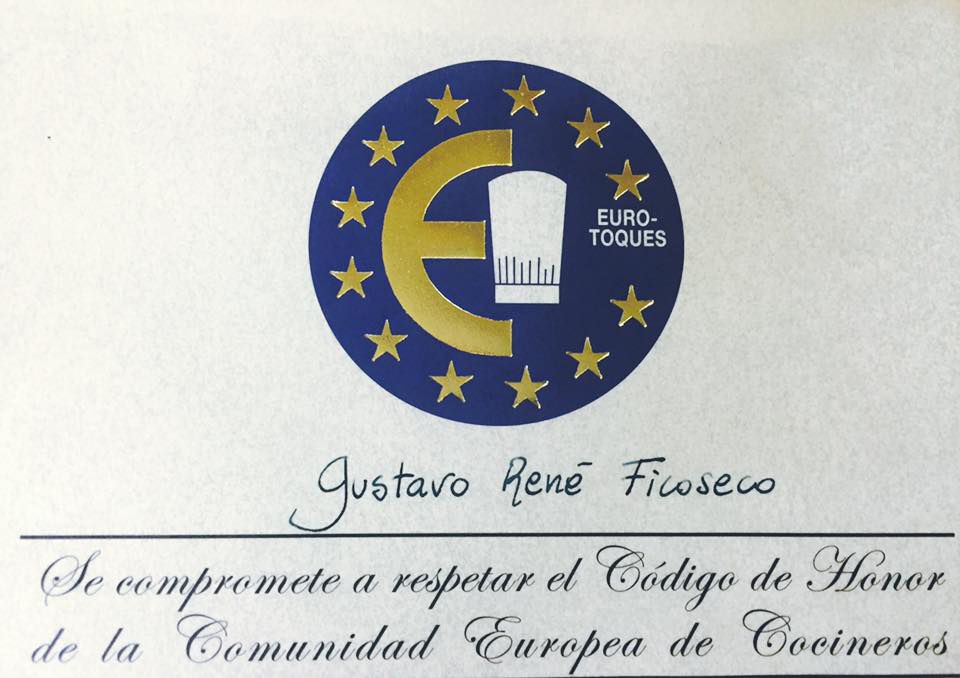 EURO-
TOQUES
Gustavo René Ficoseco
Se compromete a respetar el Código de Honor
de la Comunidad Europea de Cocineros